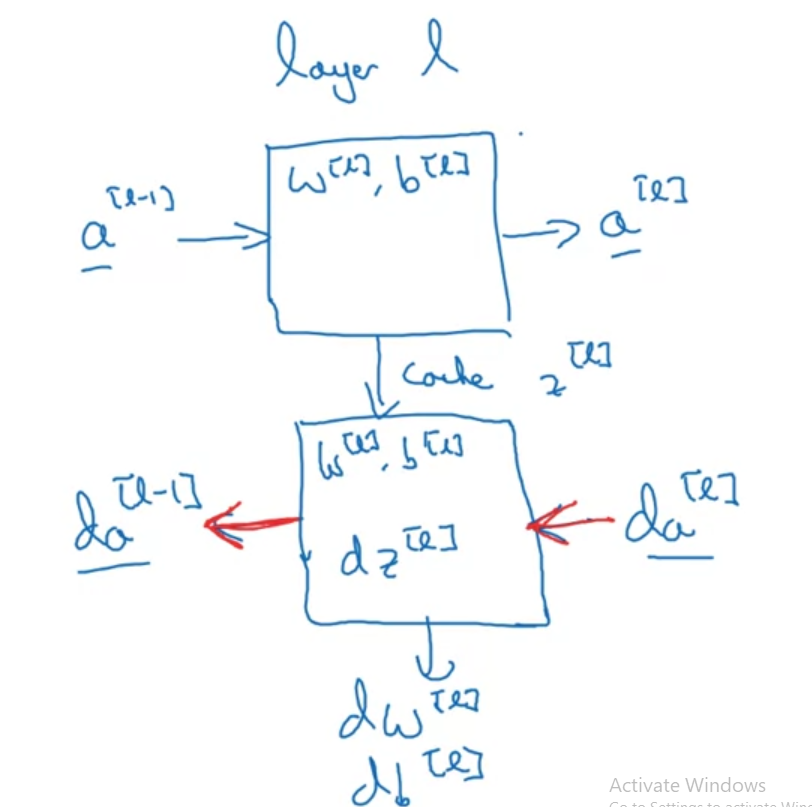 layer l
w[l], b[l]
a[l-1]
a[l]
cache z[l]
w[l], b[l]
da[l-1]
da[l]
dz[l]
dw[l]
db[l]
Activate Windows
Go to Settings to activate Win